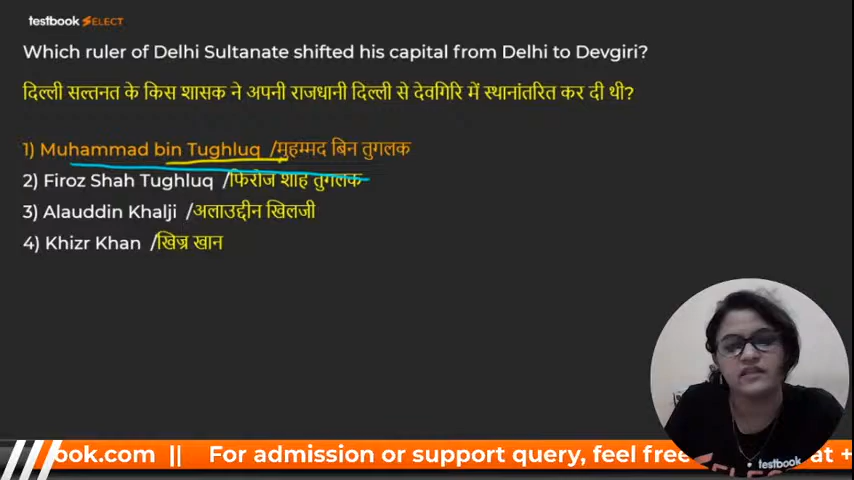 testbook SELECT
Which ruler of Delhi Sultanate shifted his capital from Delhi to Devgiri?
दिल्ली सल्तनत के किस शासक ने अपनी राजधानी दिल्ली से देवगिरि में स्थानांतरित कर दी थी?
1) Muhammad bin Tughluq /मुहम्मद बिन तुगलक
2) Firoz Shah Tughluq /फिरोज शाह तुगलक
3) Alauddin Khalji /अलाउद्दीन खिलजी
4) Khizr Khan /खिज्र खान
testbook
ook.com || For admission or support query, feel free at +